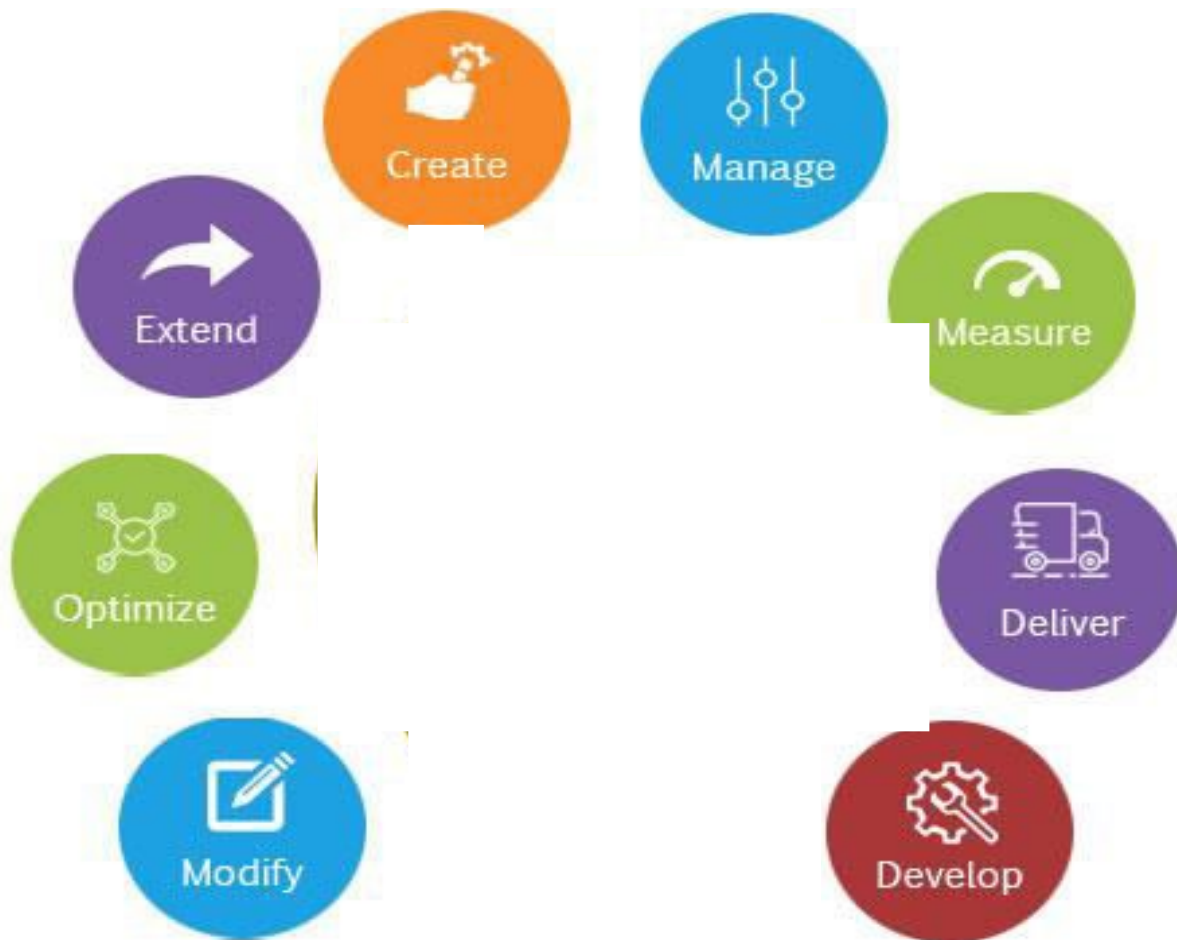 Create
Manage
Extend
Measure
Optimize
Deliver
Modify
Develop